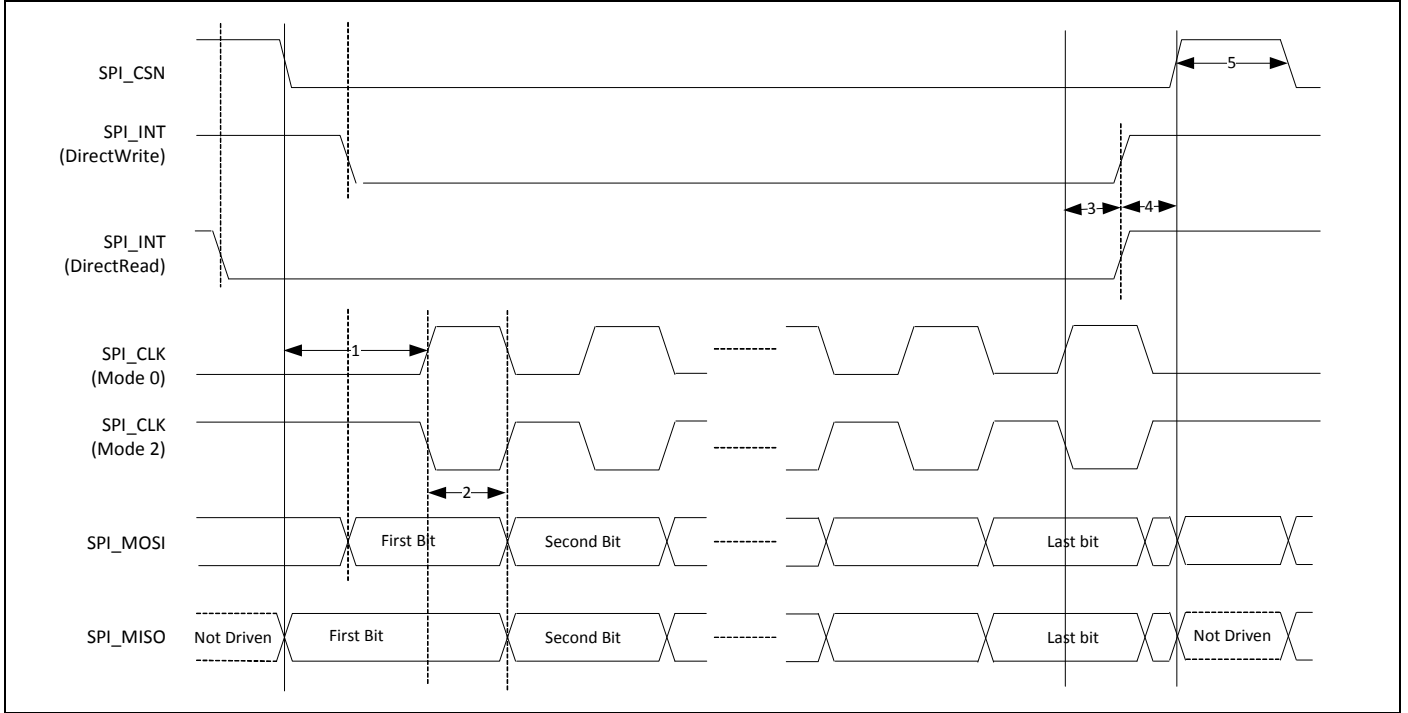 SPI_CSN
5
SPI_INT
(DirectWrite)
3
4
SPI_INT
(DirectRead)
1
SPI_CLK
(Mode 0)
SPI_CLK
(Mode 2)
2
SPI_MOSI
First Bit
Second Bit
Last bit
SPI_MISO
Not Driven
First Bit
Second Bit
Last bit
Not Driven